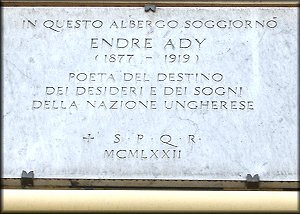 IN QUESTO ALBERGO SOGGIORNÒ
ENDRE ADY
(1877 - 1919)
POETA DEL DESTINO
DEI DESIDERI E DEI SOGNI
DELLA NAZIONE UNGHERESE
✢ S·P·Q·R·
MCMLXXII